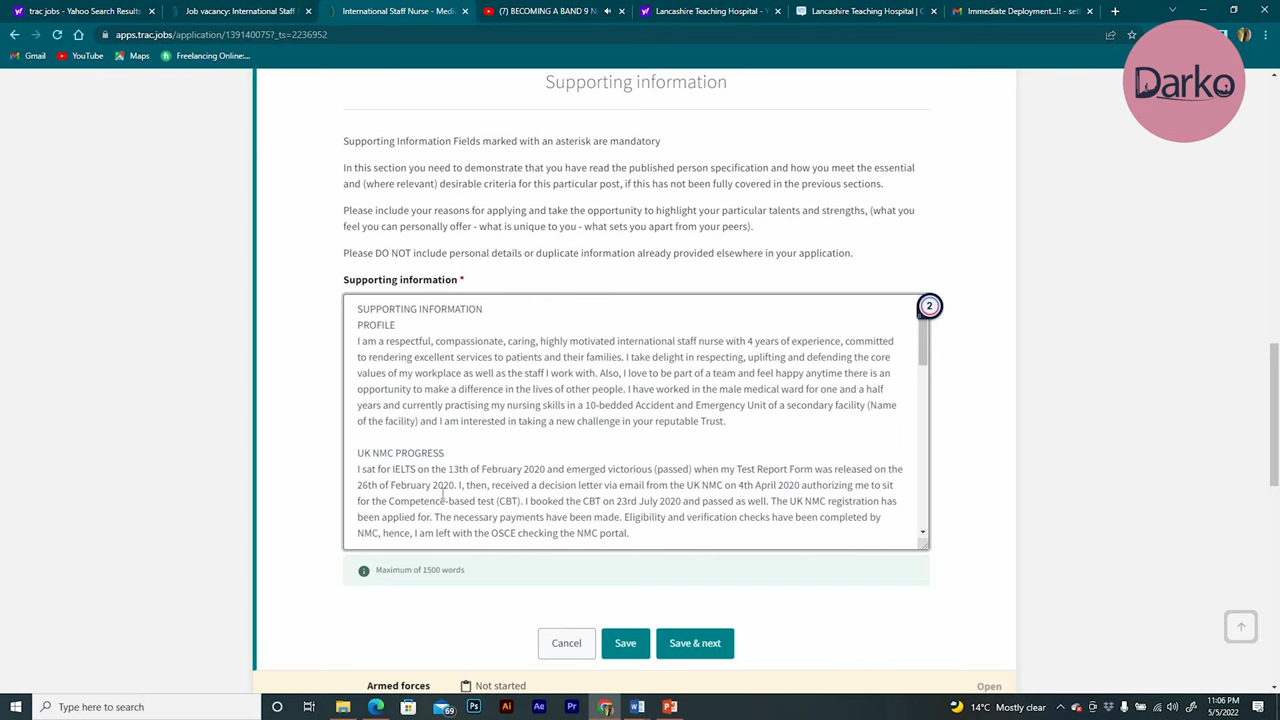 trac jobs - Yahoo Search Results
Job vacancy: International Staff N
International Staff Nurse - Medic
(7) BECOMING A BAND 9 N
Lancashire Teaching Hospital - Y
Lancashire Teaching Hospital C
Immediate Deployment..!! - set
apps.trac.jobs/application/13914007S?_ts=2236952
Gmail
YouTube
Maps
Freelancing Online:...
Darko
Supporting information
Supporting Information Fields marked with an asterisk are mandatory
In this section you need to demonstrate that you have read the published person specification and how you meet the essential
and (where relevant) desirable criteria for this particular post, if this has not been fully covered in the previous sections.
Please include your reasons for applying and take the opportunity to highlight your particular talents and strengths, (what you
feel you can personally offer - what is unique to you - what sets you apart from your peers).
Please DO NOT include personal details or duplicate information already provided elsewhere in your application.
Supporting information *
2
SUPPORTING INFORMATION
PROFILE
I am a respectful, compassionate, caring, highly motivated international staff nurse with 4 years of experience, committed
to rendering excellent services to patients and their families. I take delight in respecting, uplifting and defending the core
values of my workplace as well as the staff I work with. Also, I love to be part of a team and feel happy anytime there is an
opportunity to make a difference in the lives of other people. I have worked in the male medical ward for one and a half
years and currently practising my nursing skills in a 10-bedded Accident and Emergency Unit of a secondary facility (Name
of the facility) and I am interested in taking a new challenge in your reputable Trust.
UK NMC PROGRESS
I sat for IELTS on the 13th of February 2020 and emerged victorious (passed) when my Test Report Form was released on the
26th of February 2020. I, then, received a decision letter via email from the UK NMC on 4th April 2020 authorizing me to sit
for the Competence-based test (CBT). I booked the CBT on 23rd July 2020 and passed as well. The UK NMC registration has
been applied for. The necessary payments have been made. Eligibility and verification checks have been completed by
NMC, hence, I am left with the OSCE checking the NMC portal.
Maximum of 1500 words
Cancel
Save
Save & next
Armed forces
Not started
Open
Type here to search
69
14°C Mostly clear
11:06 PM
5/5/2022